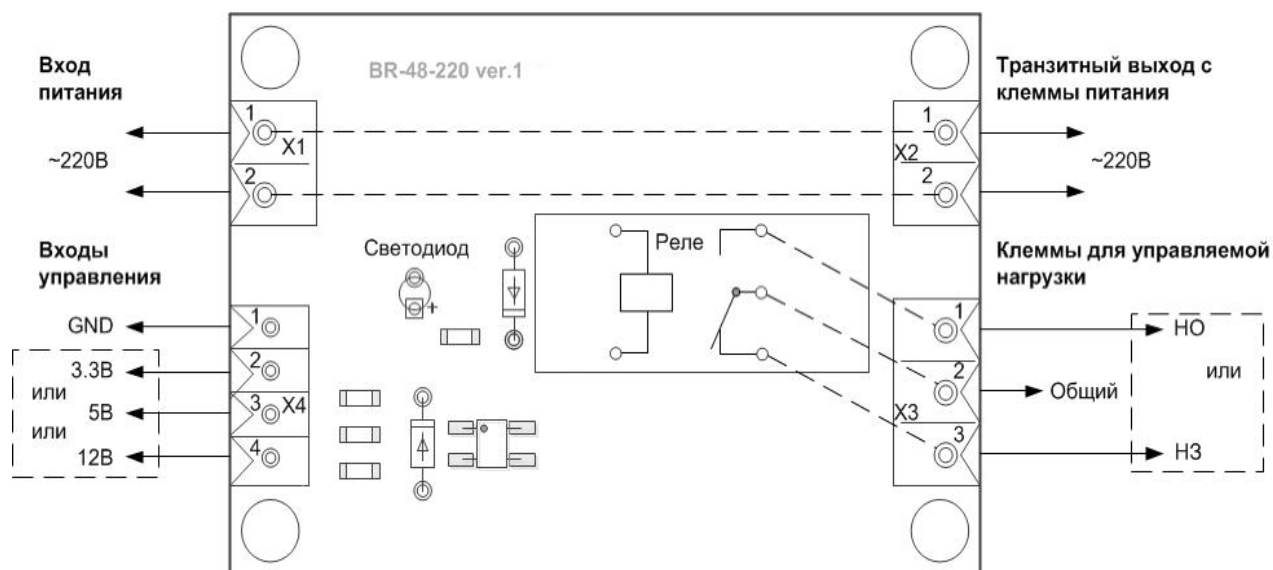 BR-48-220 ver.1
Вход
питания
~220В
1
X1
2
Транзитный выход с
клеммы питания
1
X2
2
~220В
Входы
управления
GND
3.3В
или
5В
или
12В
1
2
3
X4
4
Светодиод
+
Реле
Клеммы для управляемой
нагрузки
1
2
X3
3
НО
или
Общий
НЗ